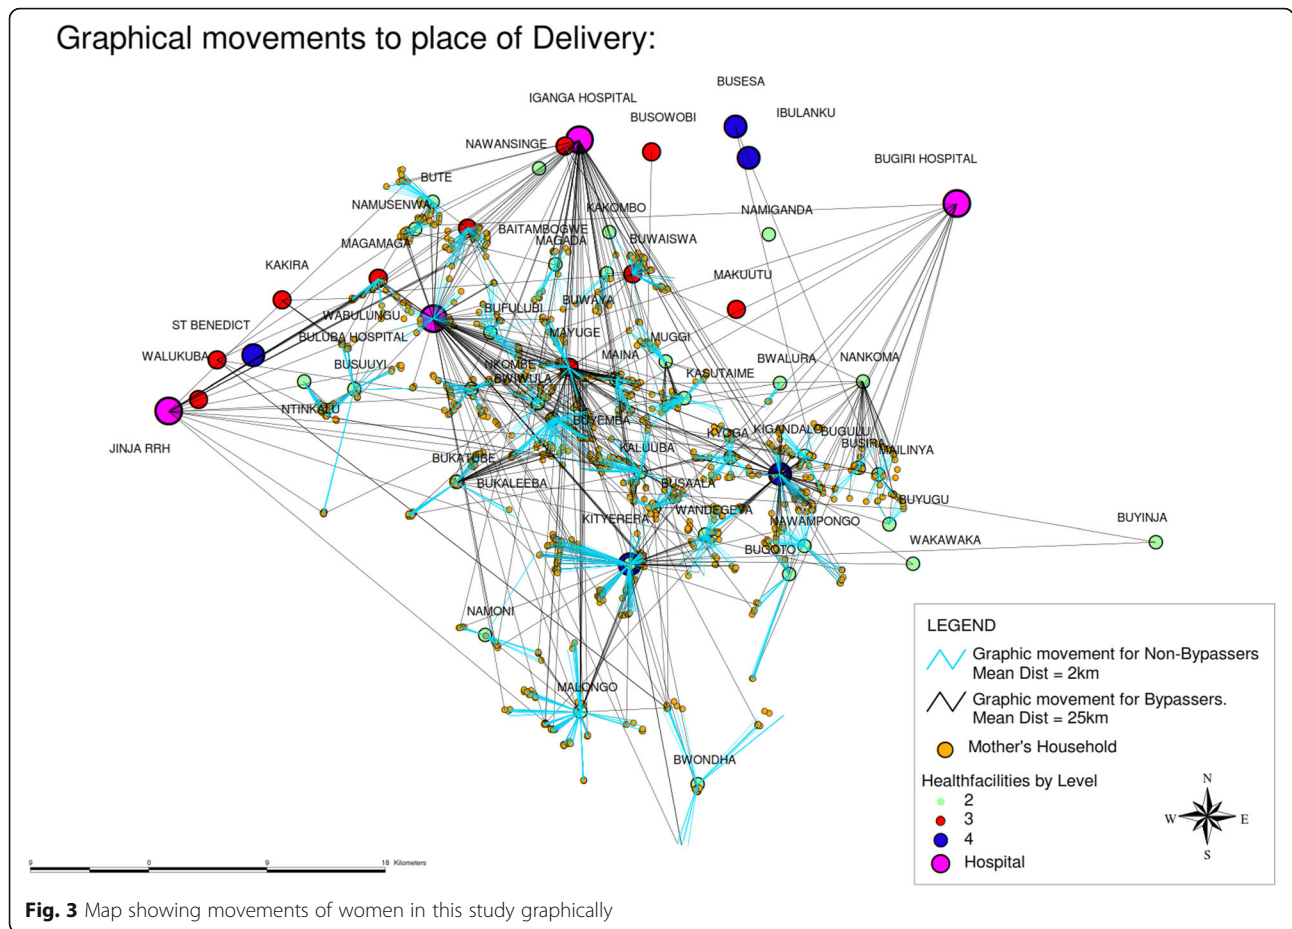 Graphical movements to place of Delivery:
BUSESA
IGANGA HOSPITAL
IBULANKU
BUSOWOBI
NAWANSINGE
BUGIRI HOSPITAL
BUTE
NAMUSENWA
KAKOMBO
NAMIGANDA
BAITAMBOGWE
MAGADA
BUWAISWA
MAGAMAGA
KAKIRA
MAKUUTU
BUWAYA
BUFULUBI
WABULUNGU
ST BENEDICT
BULUBA HOSPITAL
MAYUGE
MUGGI
WALUKUBA
BUSUUYI
NKOMBE
MAINA
BWALURA
NANKOMA
KASUTAIME
BWIWULA
NTINKALU
BUYEMBA
KYOGA
KIGANDALO
BUGULU
JINJA RRH
KALUUBA
BUSIRA
MAILINYA
BUKATUBE
BUKALEEBA
BUSAALA
BUYUGU
WANDEGEYA
KITYERERA
NAWAMPONGO
BUYINJA
BUGOTO
WAKAWAKA
NAMONI
MALONGO
BWONDHA
LEGEND
Graphic movement for Non-Bypassers
Mean Dist = 2km
Graphic movement for Bypassers.
Mean Dist = 25km
Mother's Household
Healthfacilities by Level
2
3
4
Hospital
N
W E
S
9 0 9 18 Kilometers
Fig. 3 Map showing movements of women in this study graphically